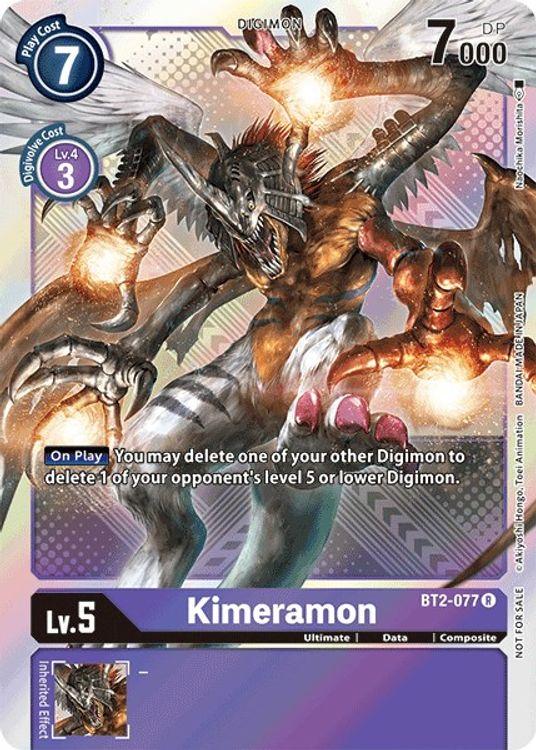 DIGIMON
Play Cost
7
7000
DP
Digivolve Cost
Lv.4
3
Naochika Morishita
On Play You may delete one of your other Digimon to
delete 1 of your opponent's level 5 or lower Digimon.
©Akiyoshi Hongo, Toei Animation BANDAI MADE IN JAPAN
NOT FOR SALE
Lv.5
Kimeramon
BT2-077 R
Ultimate | Data | Composite
Inherited Effect
-